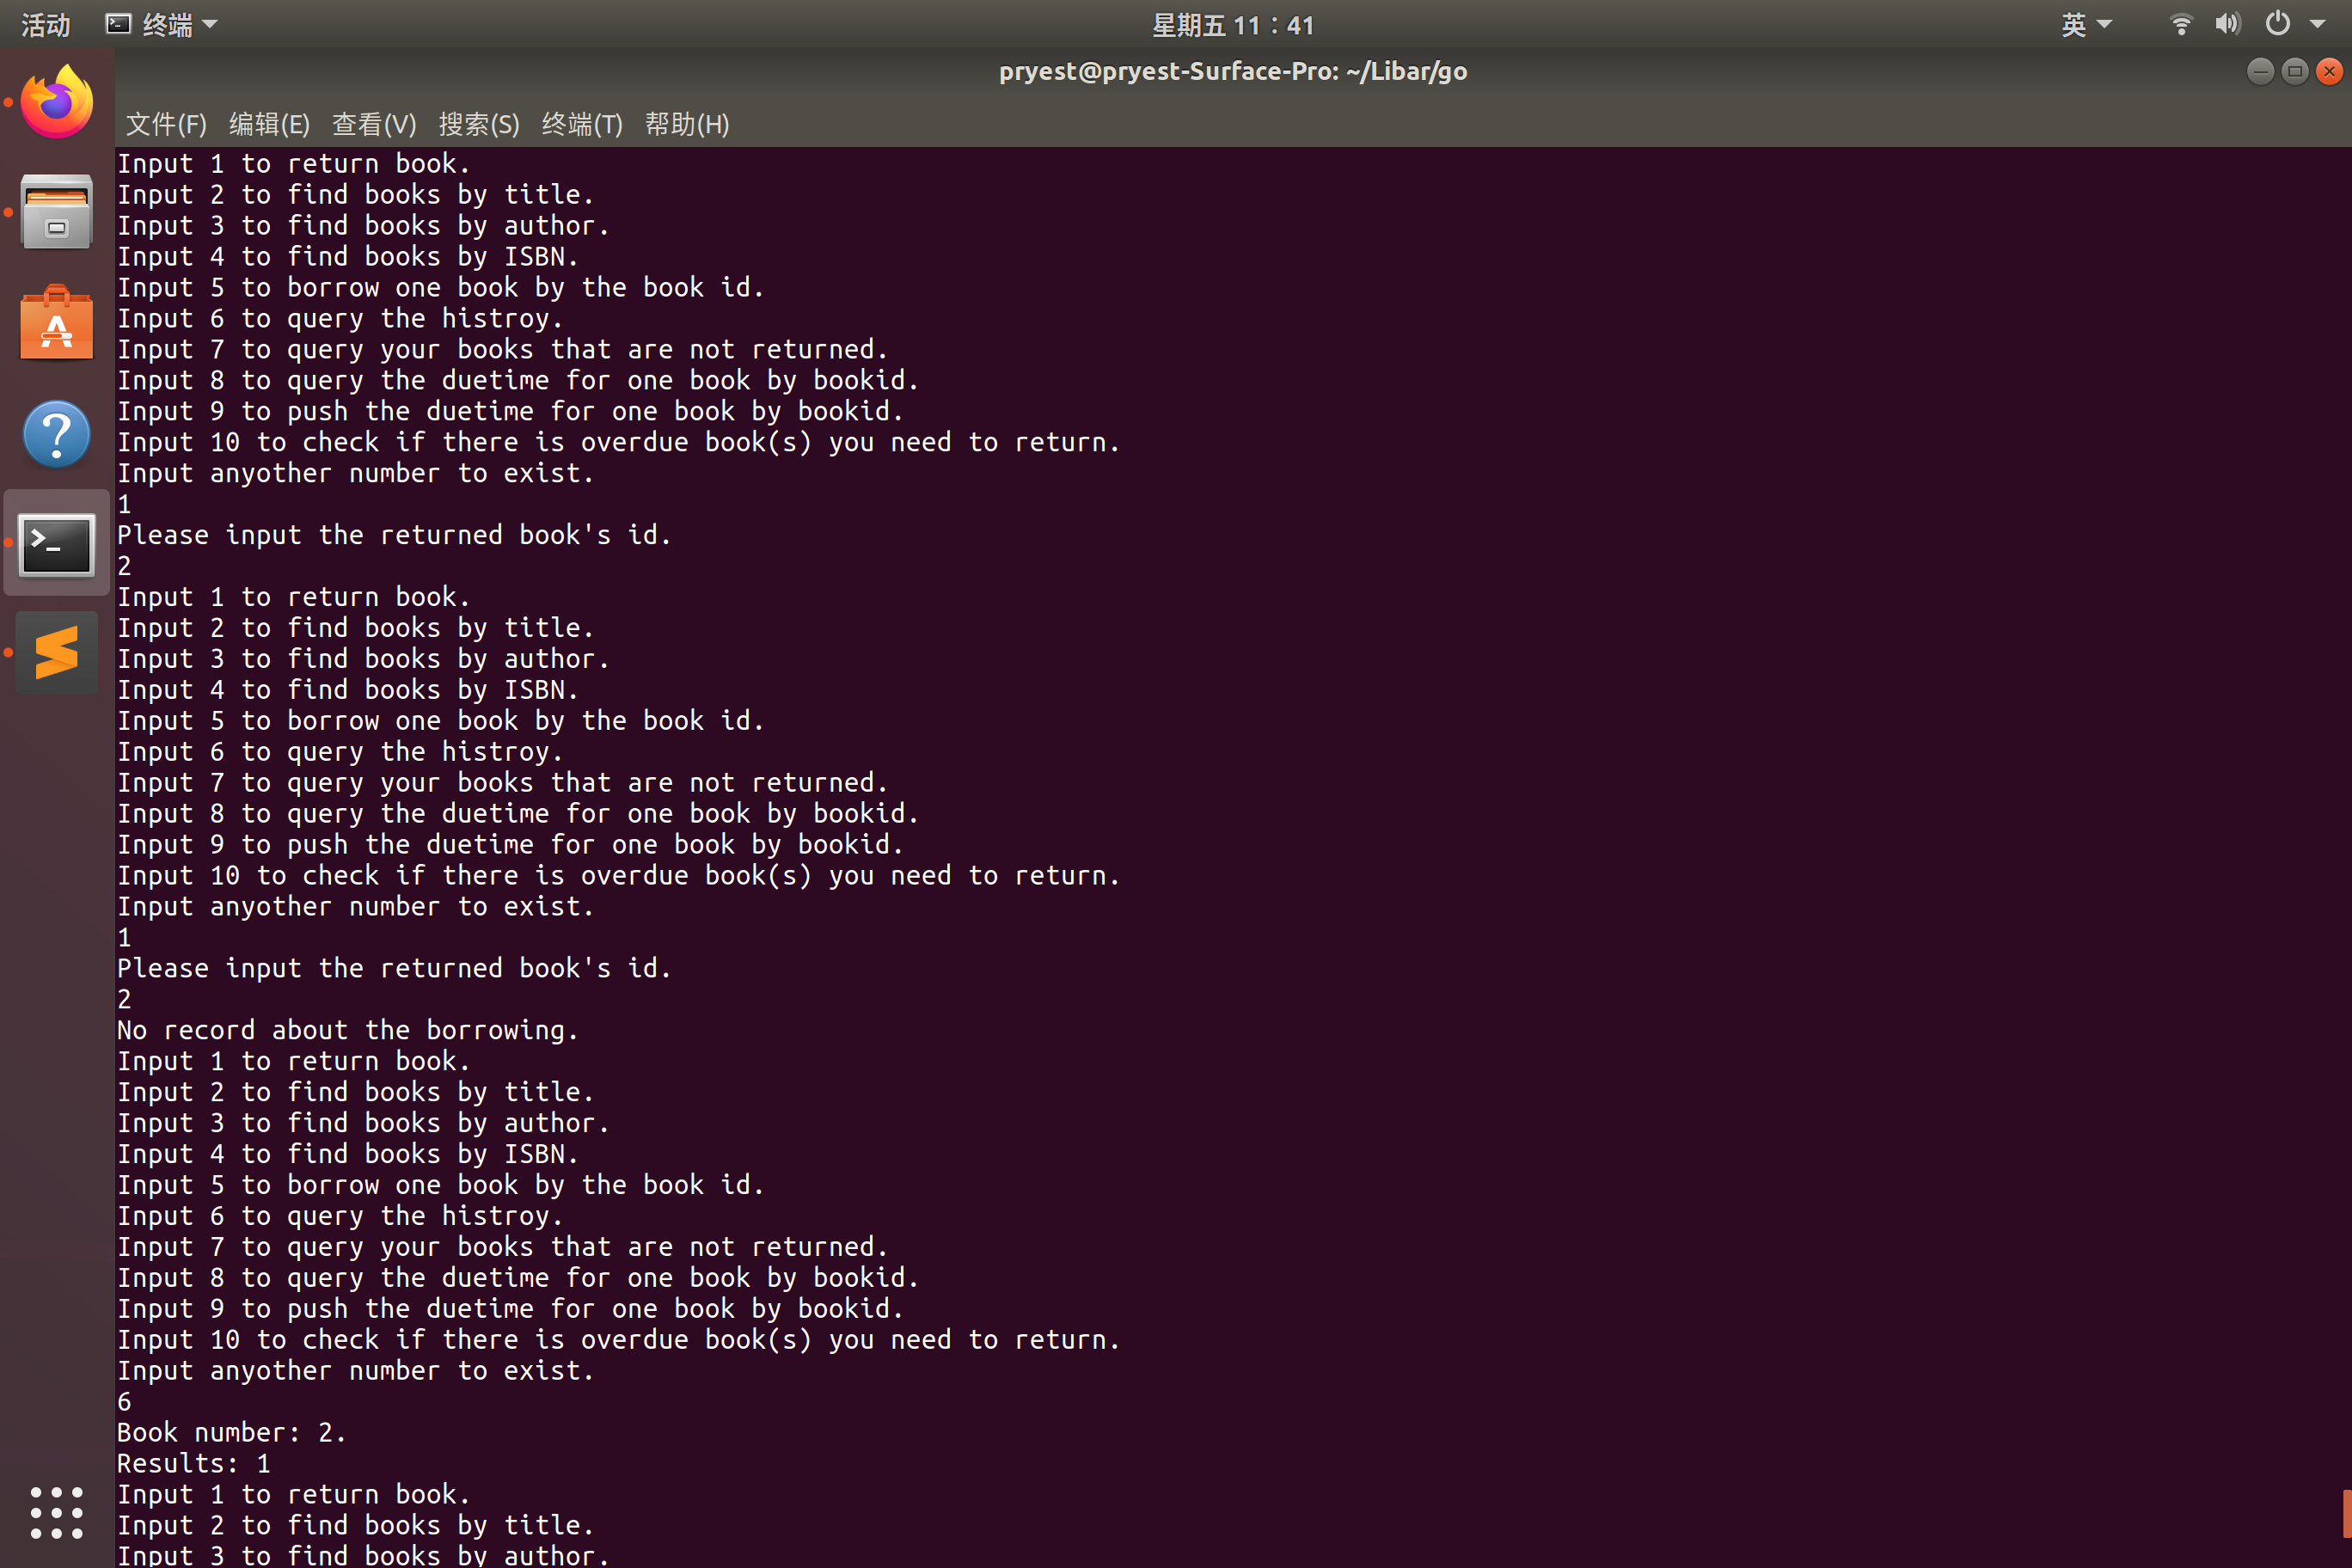 活动 终端 星期五 11：41 英
pryest@pryest-Surface-Pro: ~/Libar/go
文件(F) 编辑(E) 查看(V) 搜索(S) 终端(T) 帮助(H)
Input 1 to return book.
Input 2 to find books by title.
Input 3 to find books by author.
Input 4 to find books by ISBN.
Input 5 to borrow one book by the book id.
Input 6 to query the histroy.
Input 7 to query your books that are not returned.
Input 8 to query the duetime for one book by bookid.
Input 9 to push the duetime for one book by bookid.
Input 10 to check if there is overdue book(s) you need to return.
Input anyother number to exist.
1
Please input the returned book's id.
2
Input 1 to return book.
Input 2 to find books by title.
Input 3 to find books by author.
Input 4 to find books by ISBN.
Input 5 to borrow one book by the book id.
Input 6 to query the histroy.
Input 7 to query your books that are not returned.
Input 8 to query the duetime for one book by bookid.
Input 9 to push the duetime for one book by bookid.
Input 10 to check if there is overdue book(s) you need to return.
Input anyother number to exist.
1
Please input the returned book's id.
2
No record about the borrowing.
Input 1 to return book.
Input 2 to find books by title.
Input 3 to find books by author.
Input 4 to find books by ISBN.
Input 5 to borrow one book by the book id.
Input 6 to query the histroy.
Input 7 to query your books that are not returned.
Input 8 to query the duetime for one book by bookid.
Input 9 to push the duetime for one book by bookid.
Input 10 to check if there is overdue book(s) you need to return.
Input anyother number to exist.
6
Book number: 2.
Results: 1
Input 1 to return book.
Input 2 to find books by title.
Input 3 to find books by author.